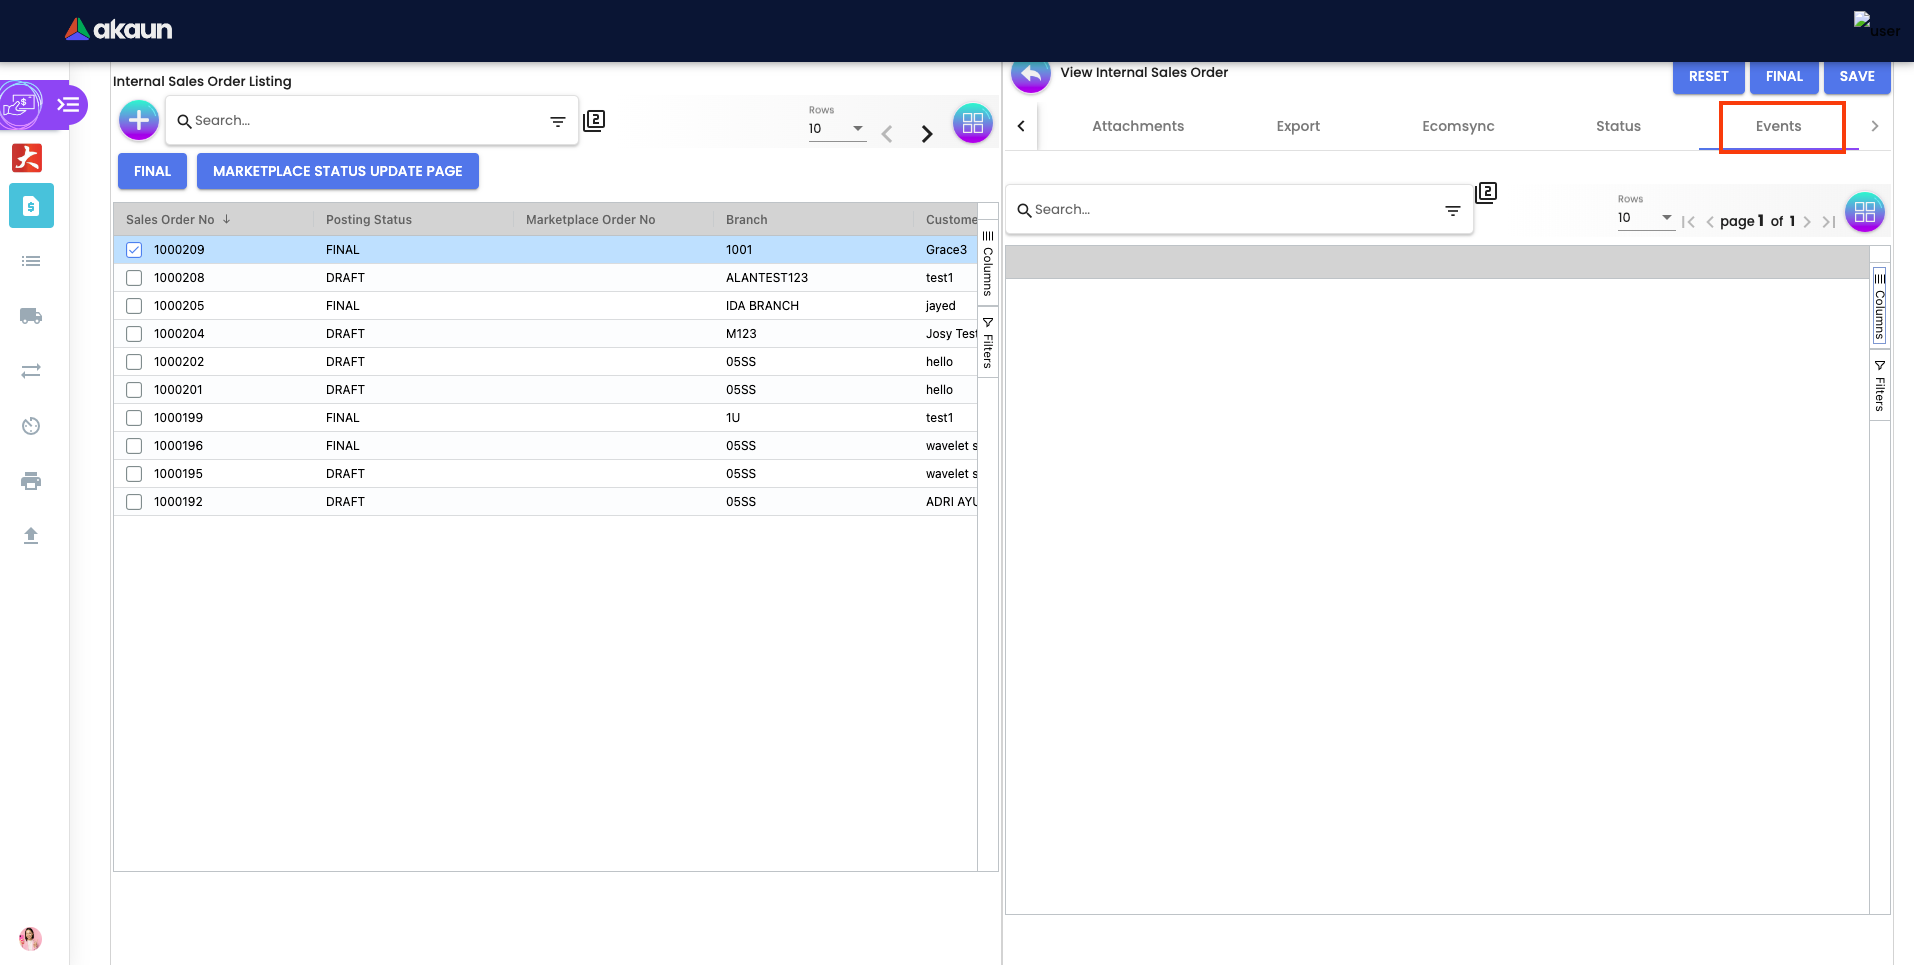 akaun
user
Internal Sales Order Listing
Search...
2
Rows
10
FINAL
MARKETPLACE STATUS UPDATE PAGE
Sales Order No Posting Status Marketplace Order No Branch Custome
1000209 FINAL 1001 Grace3
1000208 DRAFT ALANTEST123 test1
1000205 FINAL IDA BRANCH jayed
1000204 DRAFT M123 Josy Test
1000202 DRAFT 05SS hello
1000201 DRAFT 05SS hello
1000199 FINAL 1U test1
1000196 FINAL 05SS wavelet s
1000195 DRAFT 05SS wavelet s
1000192 DRAFT 05SS ADRI AYU
Columns
Filters
View Internal Sales Order
RESET
FINAL
SAVE
Attachments Export Ecomsync Status Events
Search...
2
Rows
10
page 1 of 1
Columns
Filters